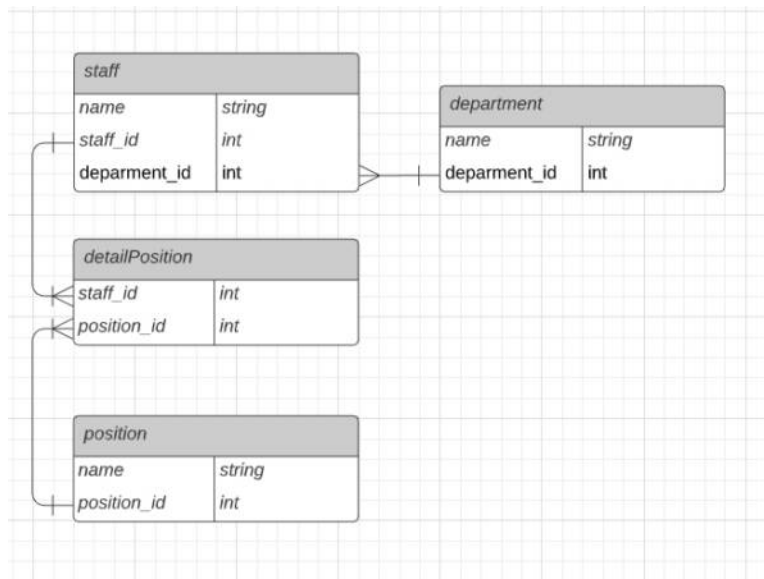 staff
name string
staff_id int
deparment_id int
department
name string
deparment_id int
detailPosition
staff_id int
position_id int
position
name string
position_id int